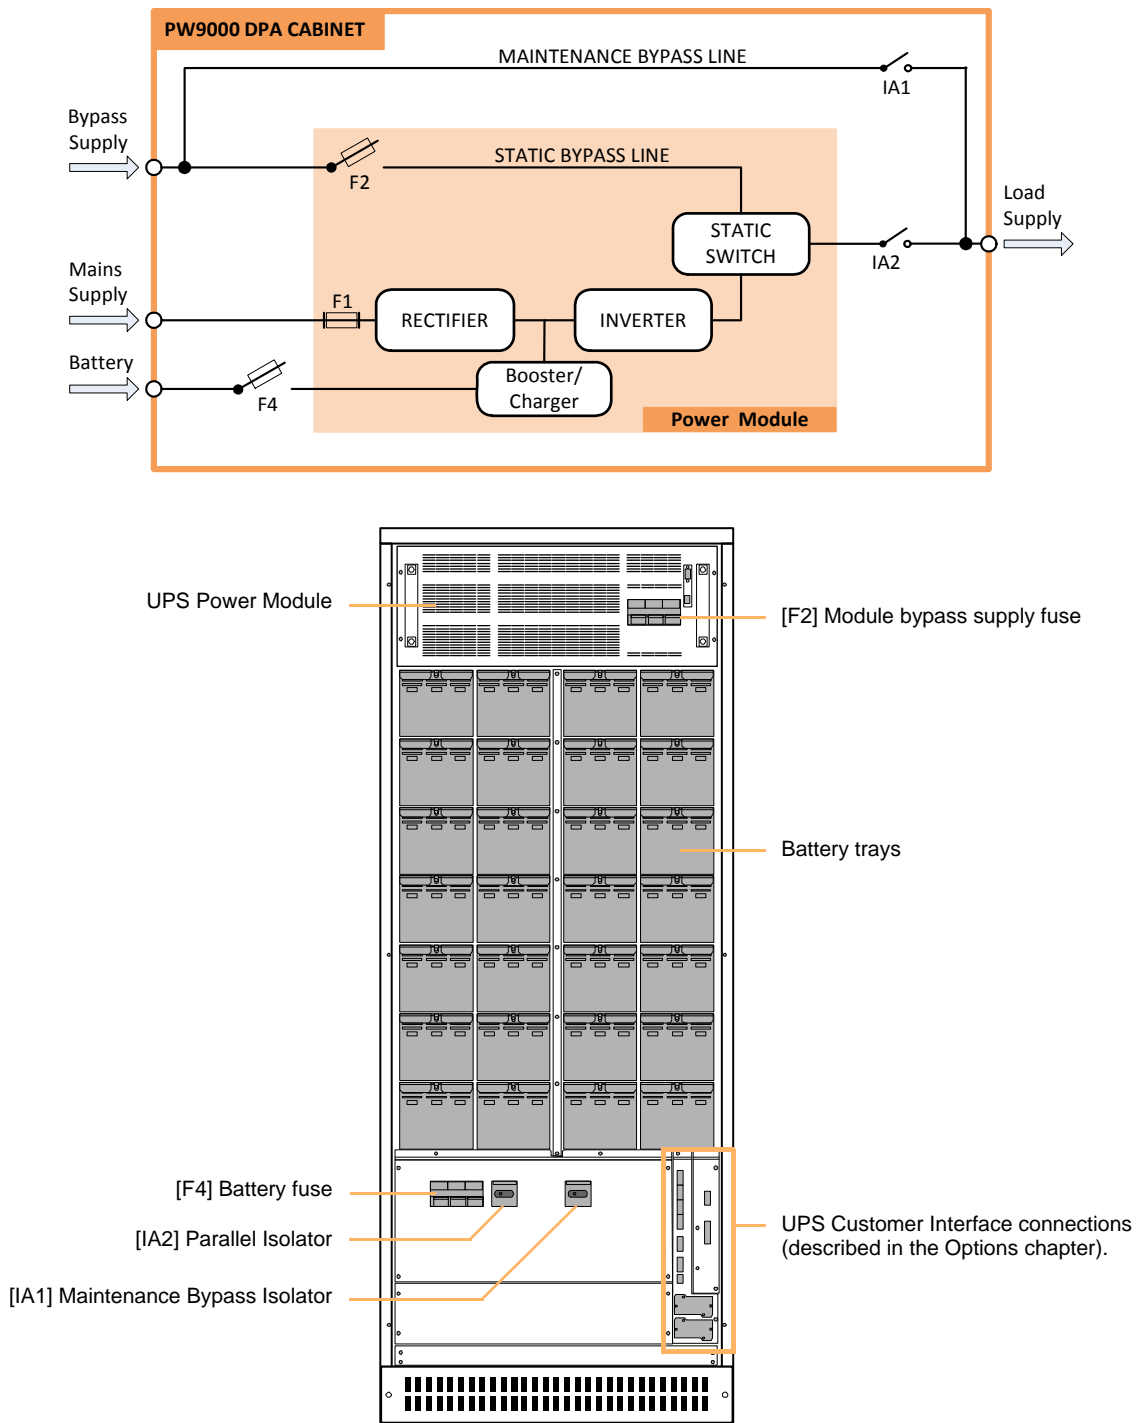 PW9000 DPA CABINET
MAINTENANCE BYPASS LINE
IA1
Bypass
Supply
STATIC BYPASS LINE
F2
Load
Supply
STATIC
SWITCH
IA2
Mains
Supply
F1
RECTIFIER
INVERTER
Battery
F4
Booster/
Charger
Power Module
UPS Power Module
[F2] Module bypass supply fuse
Battery trays
[F4] Battery fuse
[IA2] Parallel Isolator
[IA1] Maintenance Bypass Isolator
UPS Customer Interface connections
(described in the Options chapter).